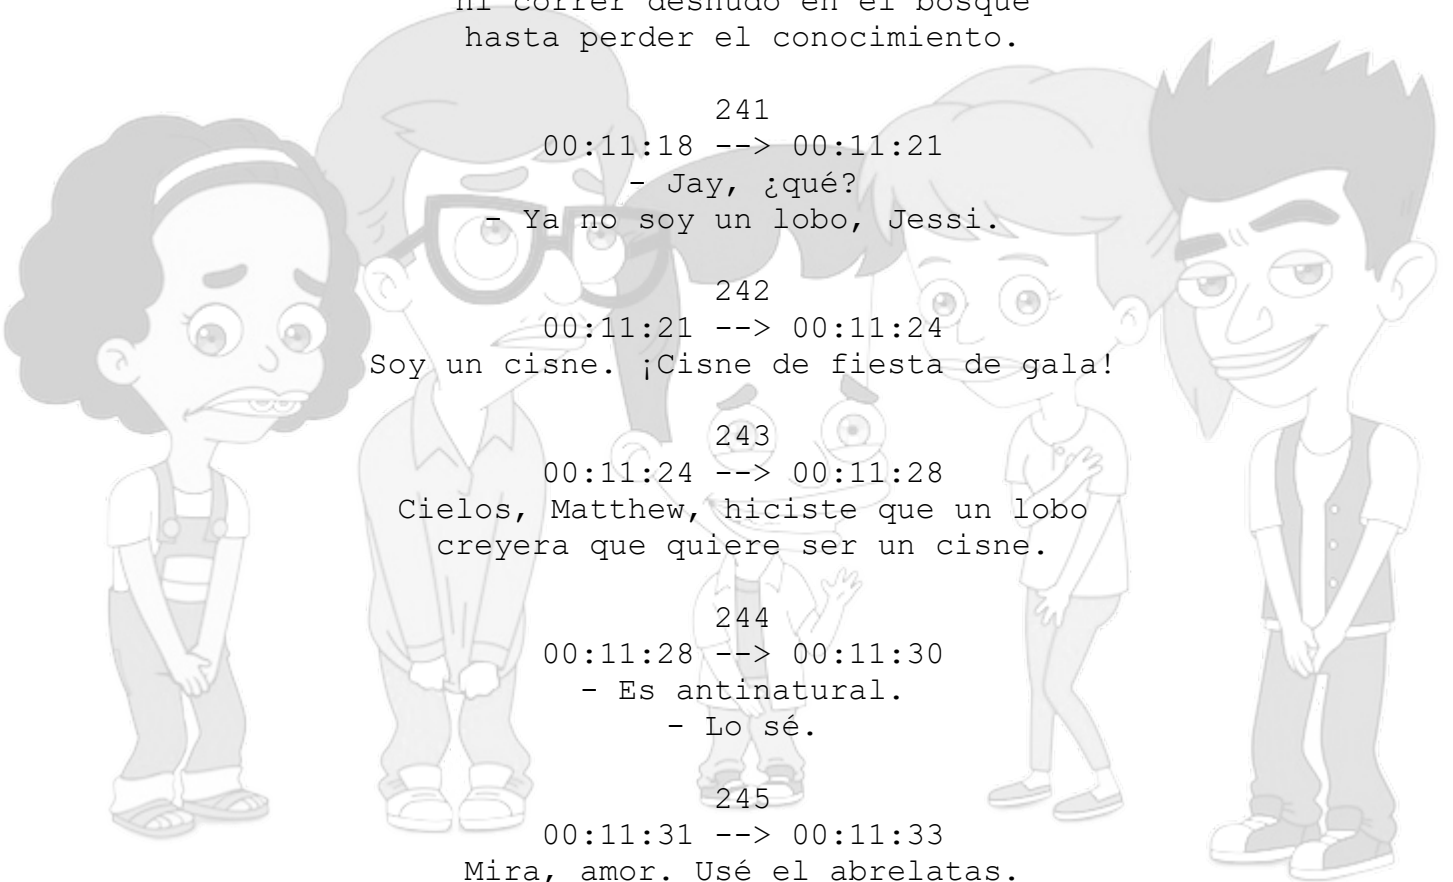 ni correr desnudo en el bosque
hasta perder el conocimiento.
241
00:11:18 --> 00:11:21
- Jay, ¿qué?
- Ya no soy un lobo, Jessi.
242
00:11:21 --> 00:11:24
Soy un cisne. ¡Cisne de fiesta de gala!
243
00:11:24 --> 00:11:28
Cielos, Matthew, hiciste que un lobo
creyera que quiere ser un cisne.
244
00:11:28 --> 00:11:30
- Es antinatural.
- Lo sé.
245
00:11:31 --> 00:11:33
Mira, amor. Usé el abrelatas.